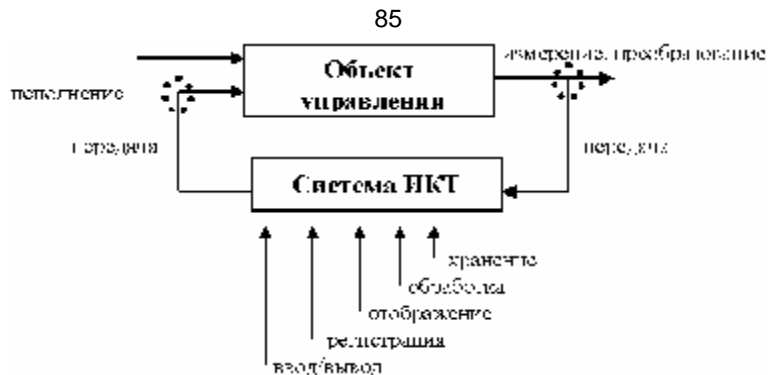 85
измерение, преобразование
Объект
управления
исполнение
передача
передача
Система ИКТ
хранение
обработка
отображение
регистрация
ввод/вывод